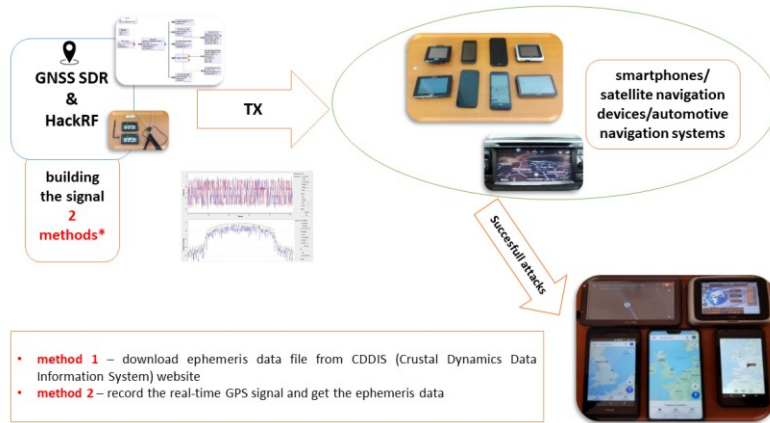 GNSS SDR
&
HackRF
TX
smartphones/
satellite navigation
devices/automotive
navigation systems
building
the signal
2
methods*
Succesfull attacks
• method 1 – download ephemeris data file from CDDIS (Crustal Dynamics Data
Information System) website
• method 2 – record the real-time GPS signal and get the ephemeris data